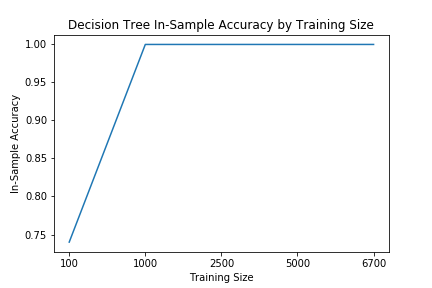 Decision Tree In-Sample Accuracy by Training Size
1.00
0.95
0.90
0.85
0.80
0.75
In-Sample Accuracy
100 1000 2500 5000 6700
Training Size